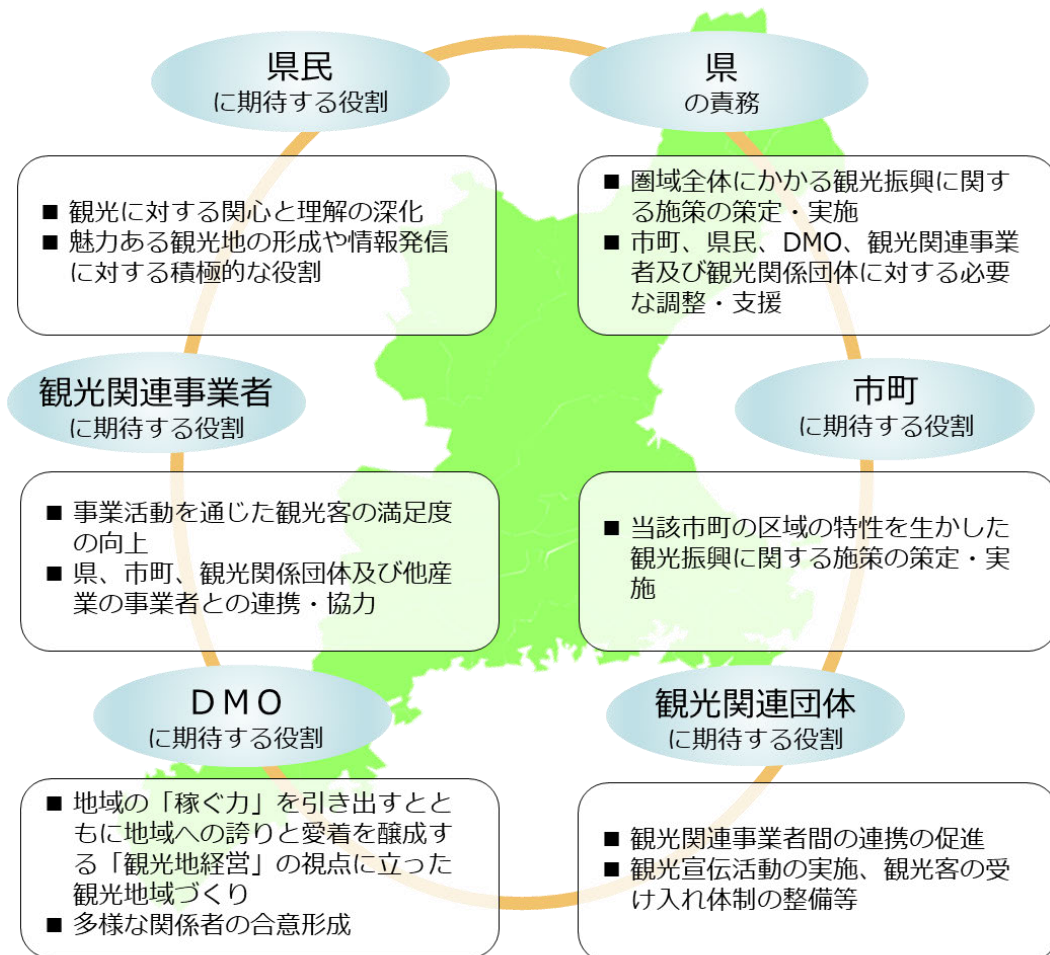 県民
に期待する役割
■ 観光に対する関心と理解の深化
■ 魅力ある観光地の形成や情報発信
に対する積極的な役割
県
の責務
■ 圏域全体にかかる観光振興に関す
る施策の策定・実施
■ 市町、県民、DMO、観光関連事業
者及び観光関係団体に対する必要
な調整・支援
観光関連事業者
に期待する役割
■ 事業活動を通じた観光客の満足度
の向上
■ 県、市町、観光関係団体及び他産
業の事業者との連携・協力
市町
に期待する役割
■ 当該市町の区域の特性を生かした
観光振興に関する施策の策定・実
施
DMO
に期待する役割
■ 地域の「稼ぐ力」を引き出すとと
もに地域への誇りと愛着を醸成す
る「観光地経営」の視点に立った
観光地域づくり
■ 多様な関係者の合意形成
観光関連団体
に期待する役割
■ 観光関連事業者間の連携の促進
■ 観光宣伝活動の実施、観光客の受
け入れ体制の整備等